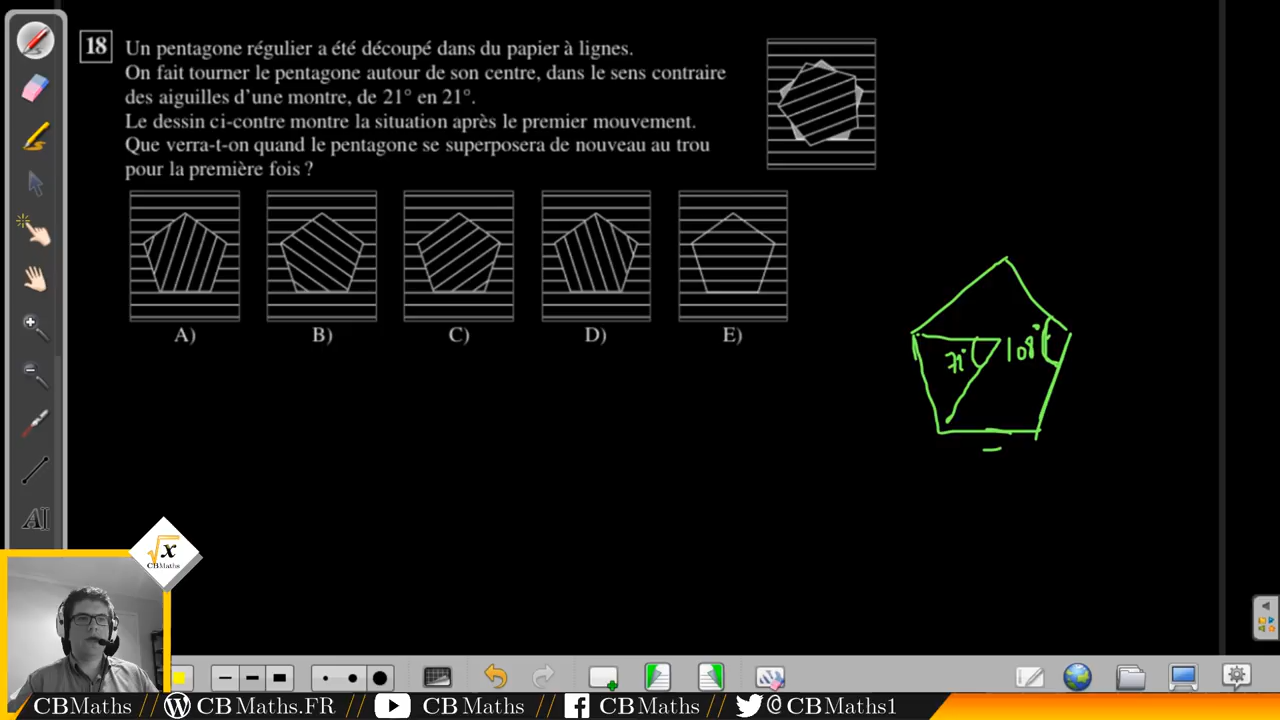 18
Un pentagone régulier a été découpé dans du papier à lignes.
On fait tourner le pentagone autour de son centre, dans le sens contraire
des aiguilles d'une montre, de 21° en 21°.
Le dessin ci-contre montre la situation après le premier mouvement.
Que verra-t-on quand le pentagone se superposera de nouveau au trou
pour la première fois ?
A) B) C) D) E)
108°
AI
√x
CBMaths
CBMaths // CBMaths.FR // CBMaths // CBMaths // @CBMaths1